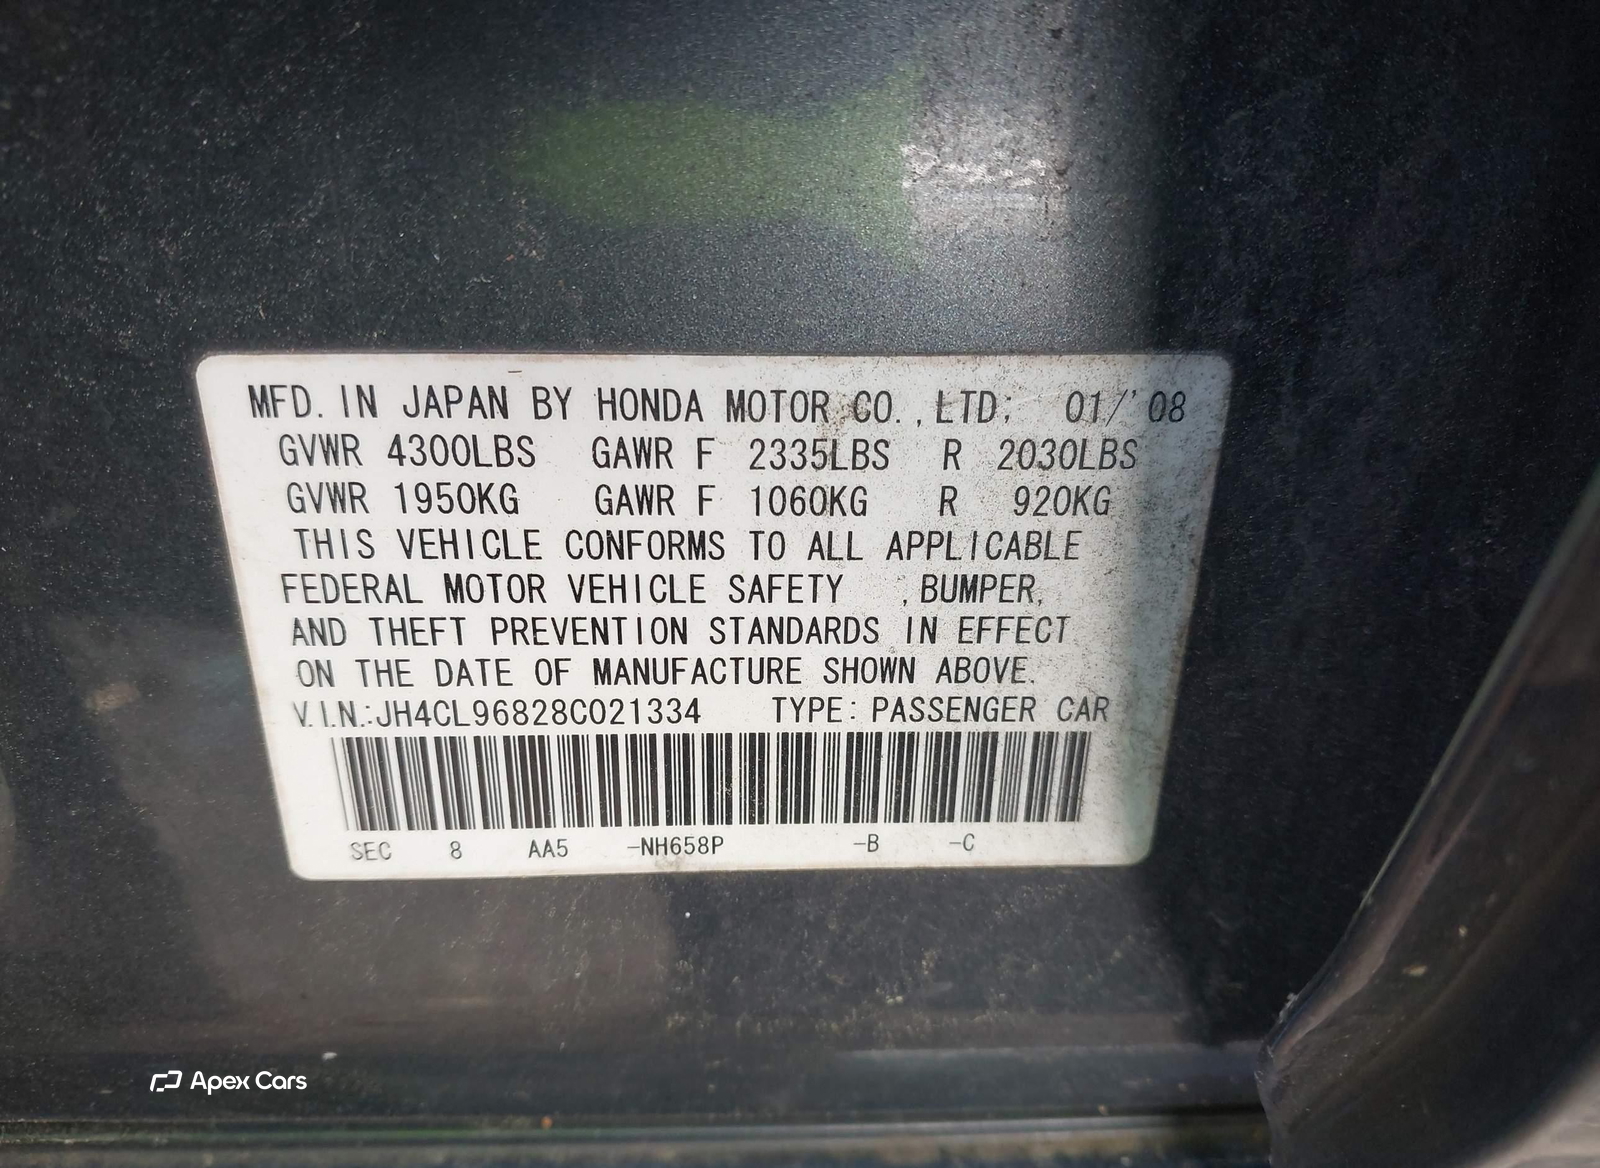 MFD. IN JAPAN BY HONDA MOTOR CO.,LTD; 01/'08
GVWR 4300LBS GAWR F 2335LBS R 2030LBS
GVWR 1950KG GAWR F 1060KG R 920KG
THIS VEHICLE CONFORMS TO ALL APPLICABLE
FEDERAL MOTOR VEHICLE SAFETY ,BUMPER,
AND THEFT PREVENTION STANDARDS IN EFFECT
ON THE DATE OF MANUFACTURE SHOWN ABOVE.
V.I.N.:JH4CL96828C021334 TYPE: PASSENGER CAR
SEC 8 AA5 -NH658P -B -C
Apex Cars